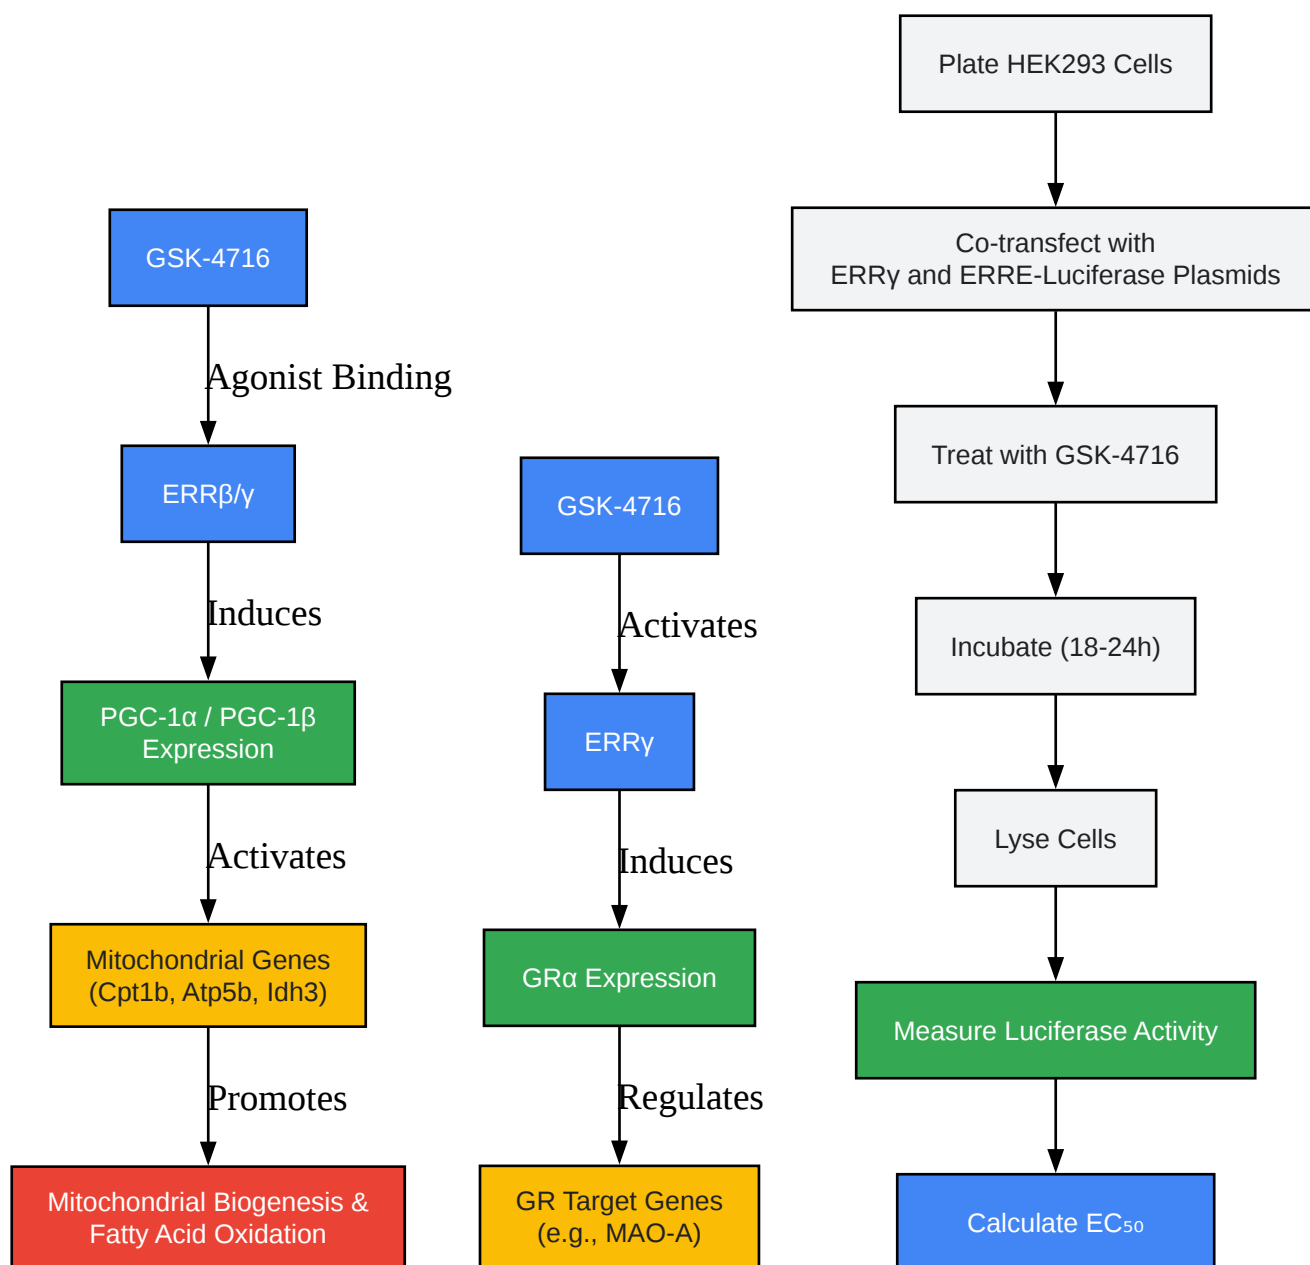 GSK-4716
Agonist Binding
ERRβ/γ
Induces
PGC-1α / PGC-1β
Expression
Activates
Mitochondrial Genes
(Cpt1b, Atp5b, Idh3)
Promotes
Mitochondrial Biogenesis &
Fatty Acid Oxidation
GSK-4716
Activates
ERRγ
Induces
GRα Expression
Regulates
GR Target Genes
(e.g., MAO-A)
Plate HEK293 Cells
Co-transfect with
ERRγ and ERRE-Luciferase Plasmids
Treat with GSK-4716
Incubate (18-24h)
Lyse Cells
Measure Luciferase Activity
Calculate EC₅₀